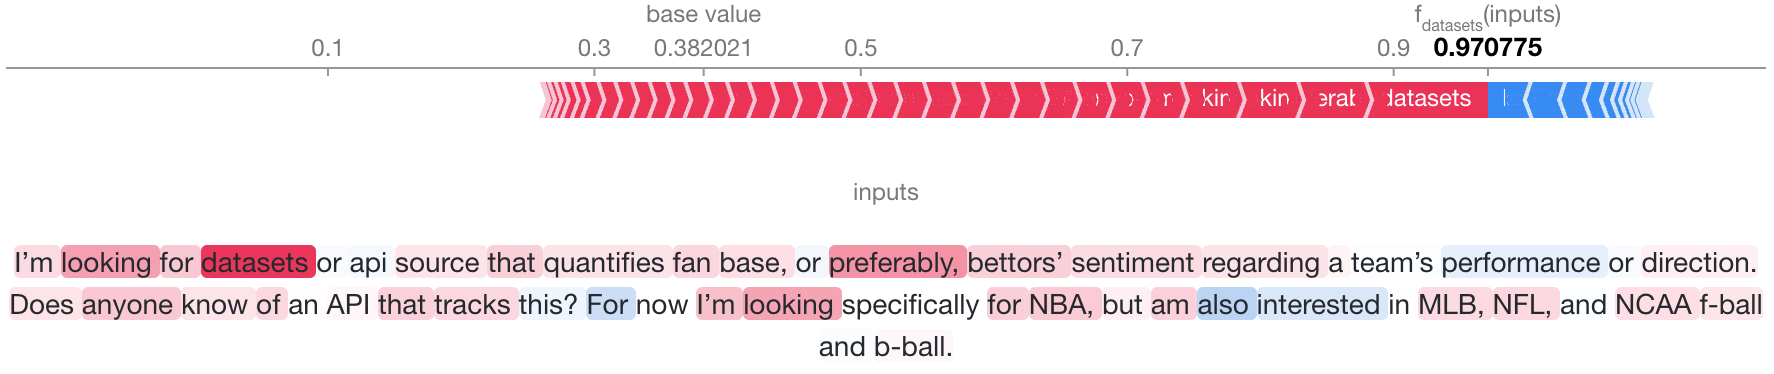 base value
f datasets (inputs)
0.1 0.3 0.382021 0.5 0.7 0.9 0.970775
datasets
inputs
I’m looking for datasets or api source that quantifies fan base, or preferably, bettors’ sentiment regarding a team’s performance or direction.
Does anyone know of an API that tracks this? For now I’m looking specifically for NBA, but am also interested in MLB, NFL, and NCAA f-ball
and b-ball.